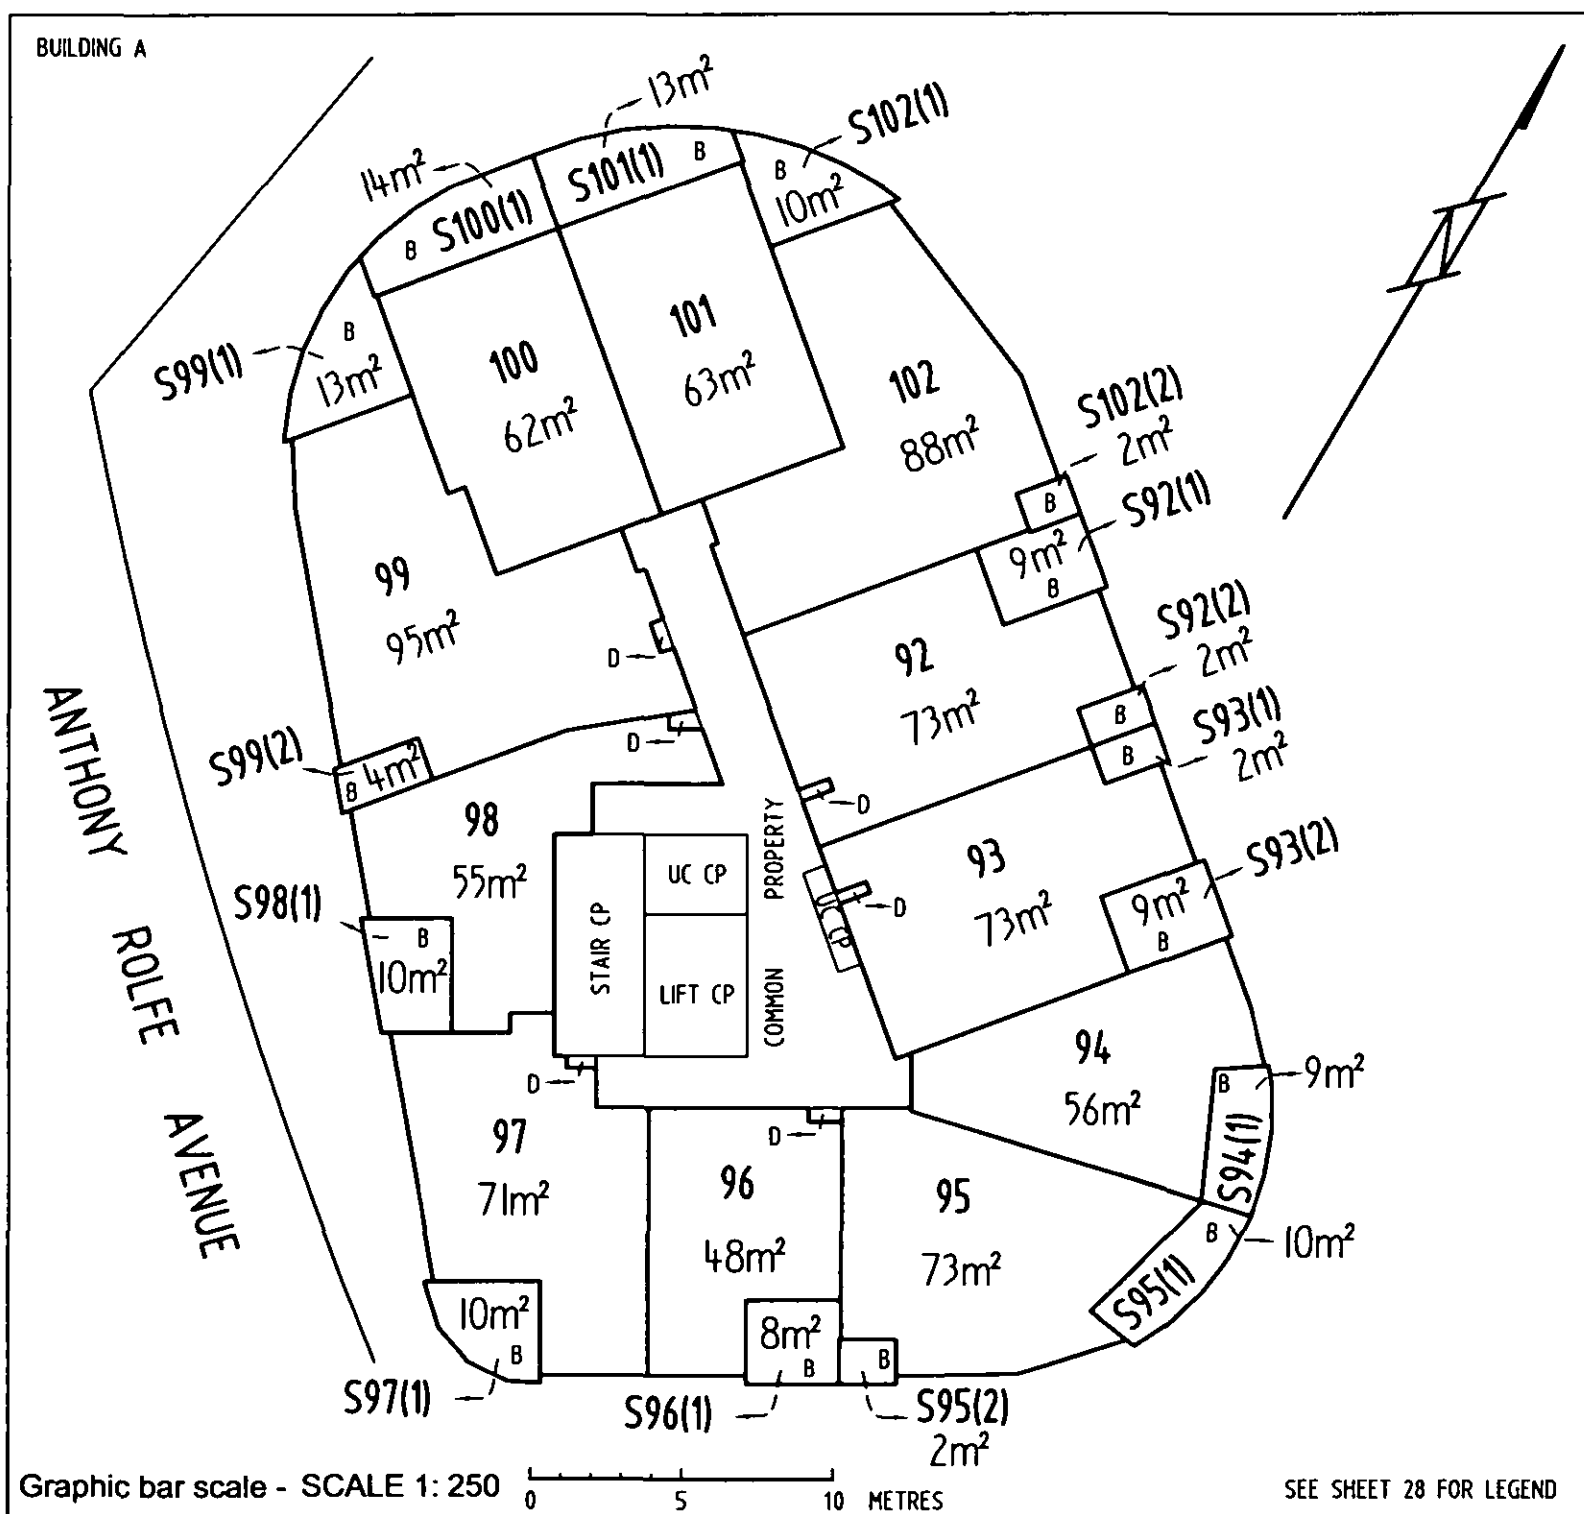 BUILDING A
13m²
S102(1)
14m²
S101(1)
B
B
10m²
S100(1)
B
S99(1)
B
13m²
101
63m²
100
62m²
102
88m²
S102(2)
2m²
B
S92(1)
9m²
B
99
95m²
D
92
73m²
S92(2)
2m²
B
S93(1)
2m²
B
S99(2)
4m²
B
D
D
98
55m²
S98(1)
B
10m²
STAIR CP
UC CP
LIFT CP
COMMON PROPERTY
UC CP
D
93
73m²
S93(2)
9m²
B
ANTHONY ROLFE AVENUE
94
56m²
B
9m²
S94(1)
D
97
71m²
D
96
48m²
95
73m²
B
10m²
S95(1)
10m²
B
S97(1)
8m²
B
S96(1)
B
S95(2)
2m²
N
Graphic bar scale - SCALE 1: 250
0 5 10 METRES
SEE SHEET 28 FOR LEGEND